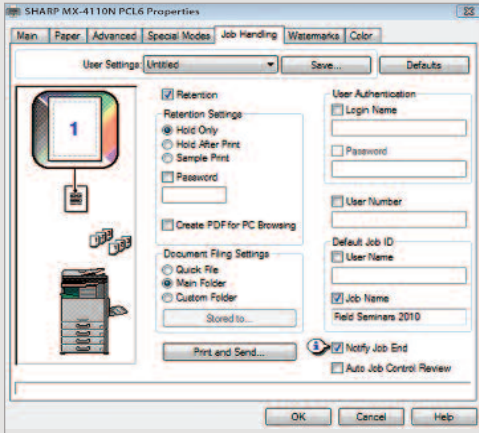 SHARP MX-4110N PCL6 Properties
Main Paper Advanced Special Modes Job Handling Watermarks Color
User Settings: Untitled Save... Defaults
1
Retention
Retention Settings
Hold Only
Hold After Print
Sample Print
Password
Create PDF for PC Browsing
Document Filing Settings
Quick File
Main Folder
Custom Folder
Stored to...
Print and Send...
User Authentication
Login Name
Password
User Number
Default Job ID
User Name
Job Name
Field Seminars 2010
Notify Job End
Auto Job Control Review
OK Cancel Help